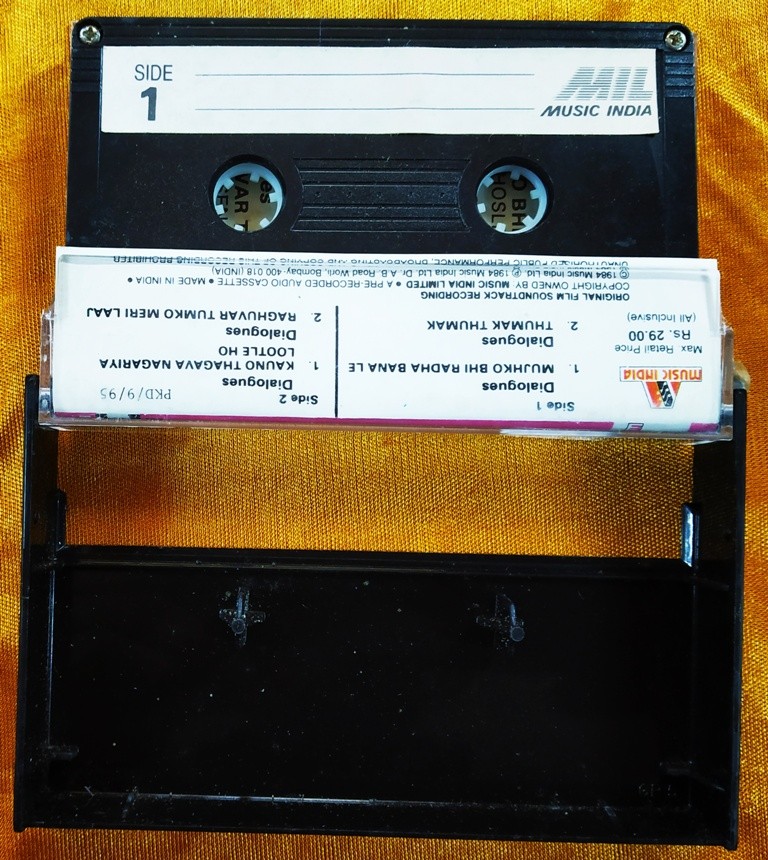 SIDE
1
MIL
MUSIC INDIA
MUSIC INDIA
Max. Retail Price
Rs. 29.00
(All Inclusive)
Side 1
Dialogues
1. MUJHKO BHI RADHA BANA LE
Dialogues
2. THUMAK THUMAK
Side 2
PKD/9/95
Dialogues
1. KAUNO THAGAVA NAGARIYA
LOOTLE HO
Dialogues
2. RAGHUVAR TUMKO MERI LAAJ
ORIGINAL FILM SOUNDTRACK RECORDING
COPYRIGHT OWNED BY: MUSIC INDIA LIMITED • A PRE-RECORDED AUDIO CASSETTE • MADE IN INDIA •
© 1984 Music India Ltd. ℗ 1984 Music India Ltd. Dr. A. B. Road, Worli, Bombay-400 018 (INDIA)
UNAUTHORISED PUBLIC PERFORMANCE, BROADCASTING AND COPYING OF THIS RECORDING PROHIBITED